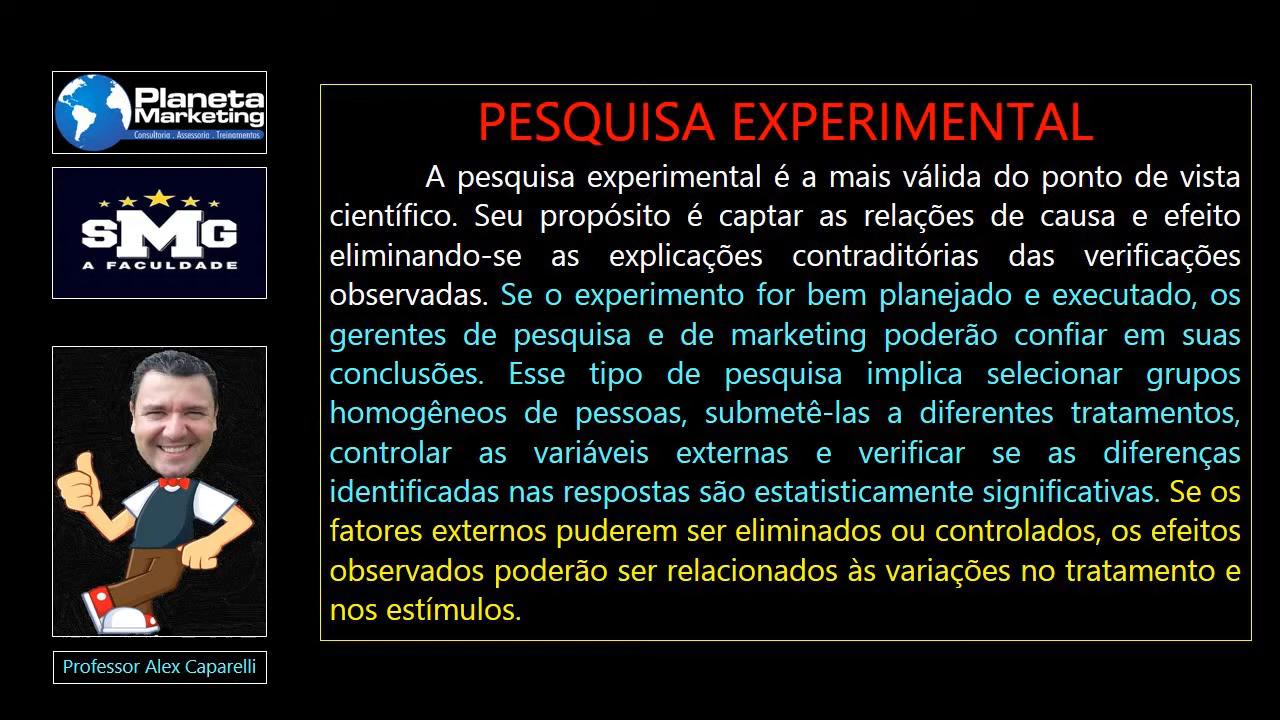 Planeta
Marketing
Consultoria . Assessoria . Treinamentos
SMG
A FACULDADE
Professor Alex Caparelli
PESQUISA EXPERIMENTAL
A pesquisa experimental é a mais válida do ponto de vista
científico. Seu propósito é captar as relações de causa e efeito
eliminando-se as explicações contraditórias das verificações
observadas. Se o experimento for bem planejado e executado, os
gerentes de pesquisa e de marketing poderão confiar em suas
conclusões. Esse tipo de pesquisa implica selecionar grupos
homogêneos de pessoas, submetê-las a diferentes tratamentos,
controlar as variáveis externas e verificar se as diferenças
identificadas nas respostas são estatisticamente significativas. Se os
fatores externos puderem ser eliminados ou controlados, os efeitos
observados poderão ser relacionados às variações no tratamento e
nos estímulos.